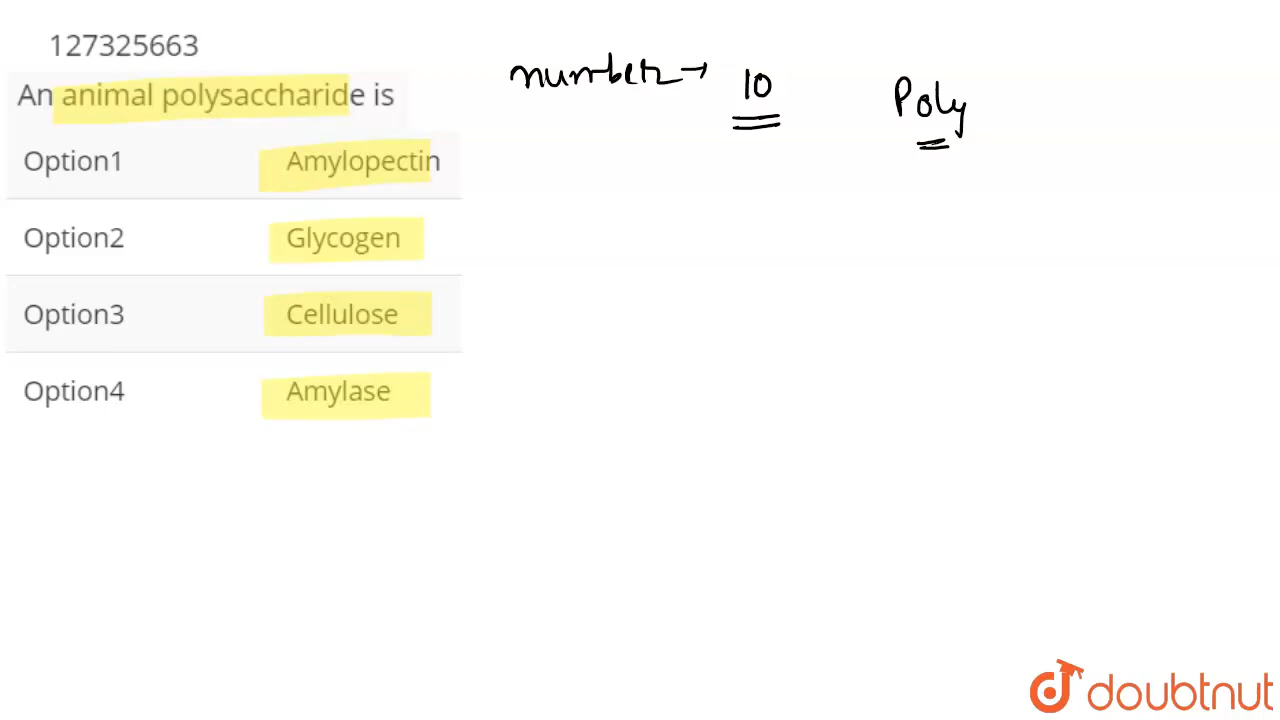 127325663
An animal polysaccharide is
Option1 Amylopectin
Option2 Glycogen
Option3 Cellulose
Option4 Amylase
number → 10
Poly
doubtnut